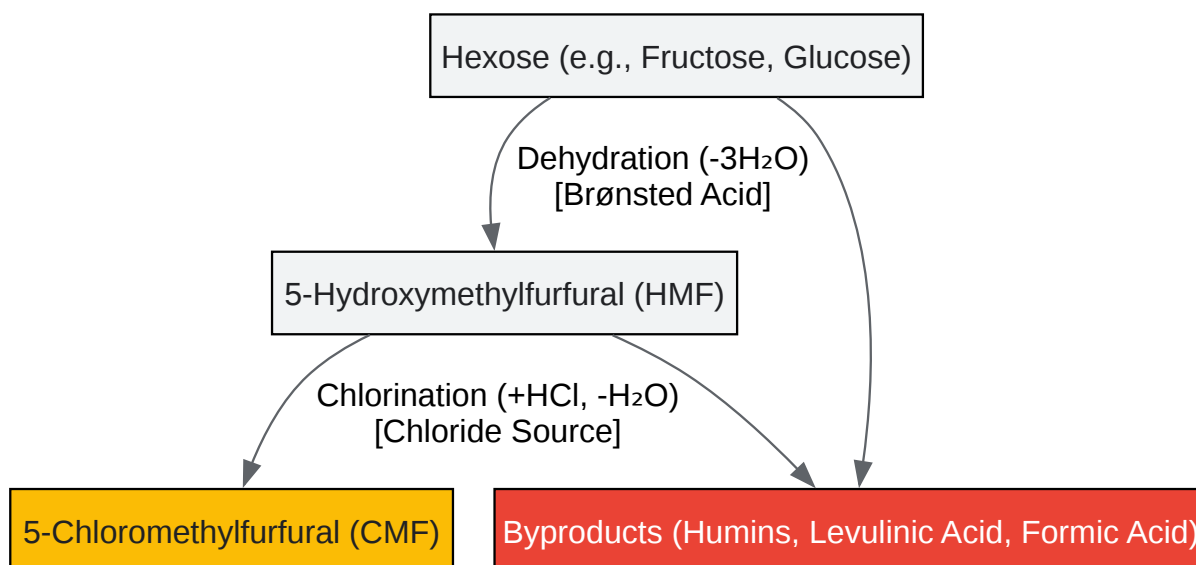 Hexose (e.g., Fructose, Glucose)
Dehydration (-3H₂O)
[Brønsted Acid]
5-Hydroxymethylfurfural (HMF)
Chlorination (+HCl, -H₂O)
[Chloride Source]
5-Chloromethylfurfural (CMF)
Byproducts (Humins, Levulinic Acid, Formic Acid)